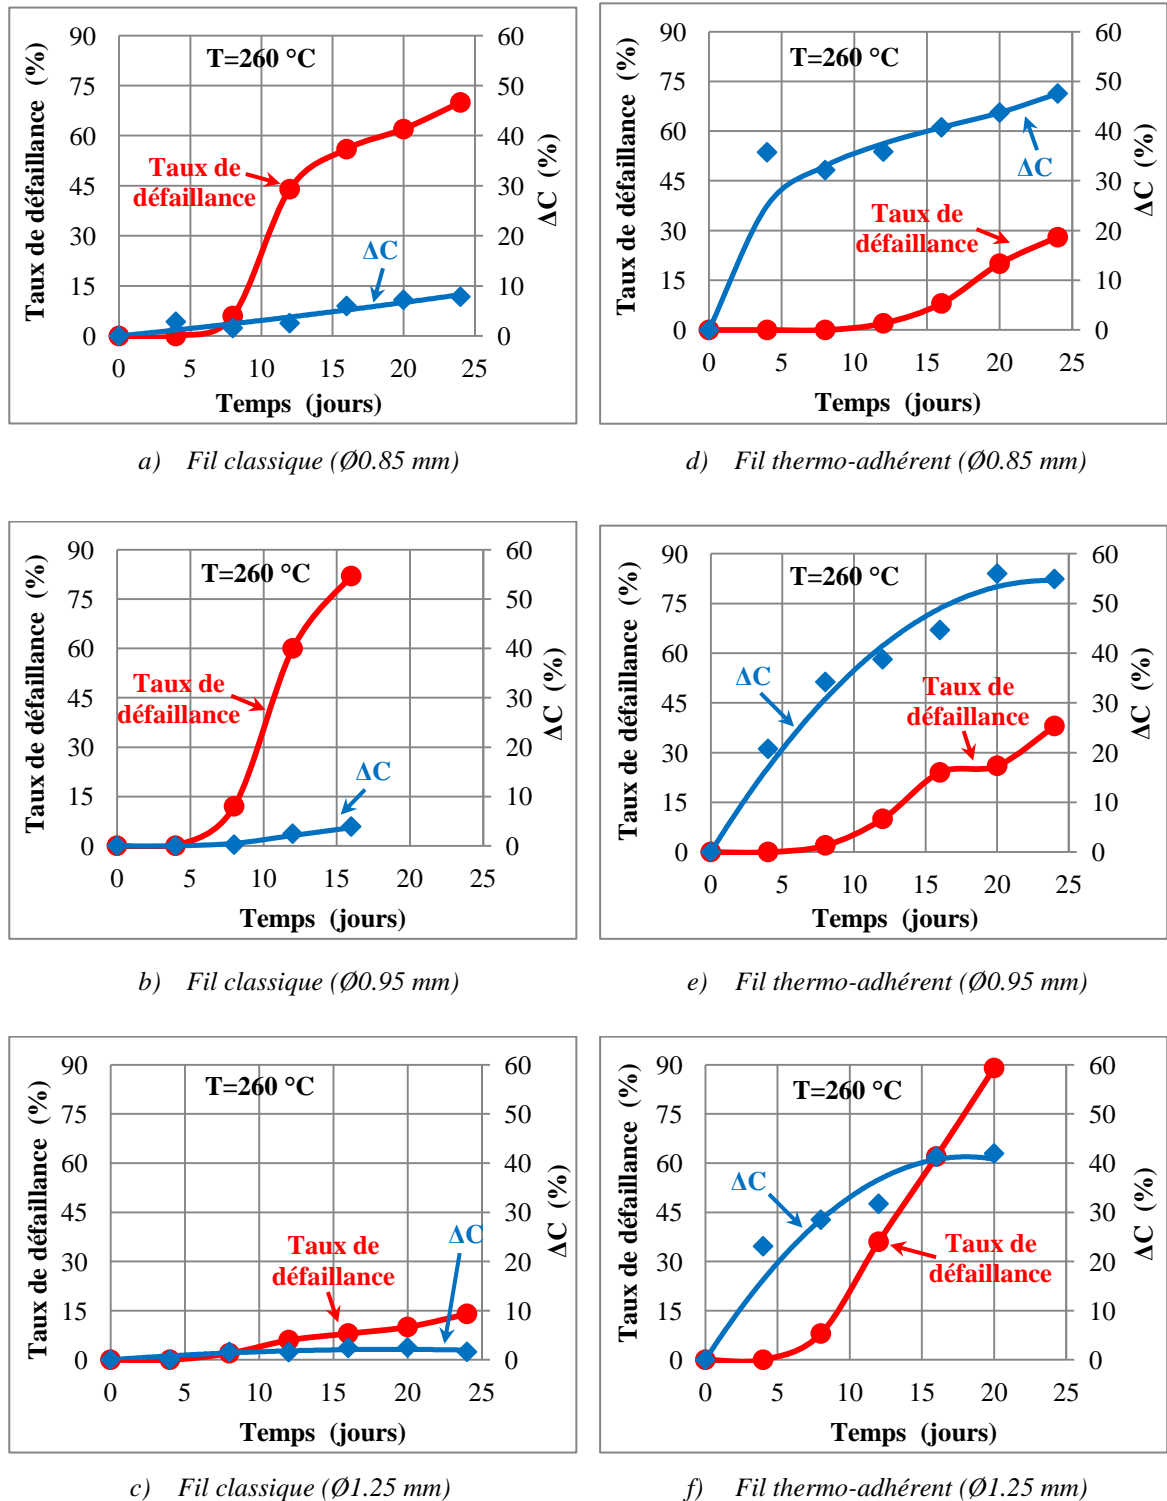 90
75
60
45
30
15
0
Taux de défaillance (%)
T=260 °C
Taux de
défaillance
ΔC
60
50
40
30
20
10
0
ΔC (%)
0 5 10 15 20 25
Temps (jours)
a) Fil classique (Ø0.85 mm)
90
75
60
45
30
15
0
Taux de défaillance (%)
T=260 °C
ΔC
Taux de
défaillance
60
50
40
30
20
10
0
ΔC (%)
0 5 10 15 20 25
Temps (jours)
d) Fil thermo-adhérent (Ø0.85 mm)
90
75
60
45
30
15
0
Taux de défaillance (%)
T=260 °C
Taux de
défaillance
ΔC
60
50
40
30
20
10
0
ΔC (%)
0 5 10 15 20 25
Temps (jours)
b) Fil classique (Ø0.95 mm)
90
75
60
45
30
15
0
Taux de défaillance (%)
T=260 °C
ΔC
Taux de
défaillance
60
50
40
30
20
10
0
ΔC (%)
0 5 10 15 20 25
Temps (jours)
e) Fil thermo-adhérent (Ø0.95 mm)
90
75
60
45
30
15
0
Taux de défaillance (%)
T=260 °C
Taux de
défaillance
ΔC
60
50
40
30
20
10
0
ΔC (%)
0 5 10 15 20 25
Temps (jours)
c) Fil classique (Ø1.25 mm)
90
75
60
45
30
15
0
Taux de défaillance (%)
T=260 °C
ΔC
Taux de
défaillance
60
50
40
30
20
10
0
ΔC (%)
0 5 10 15 20 25
Temps (jours)
f) Fil thermo-adhérent (Ø1.25 mm)